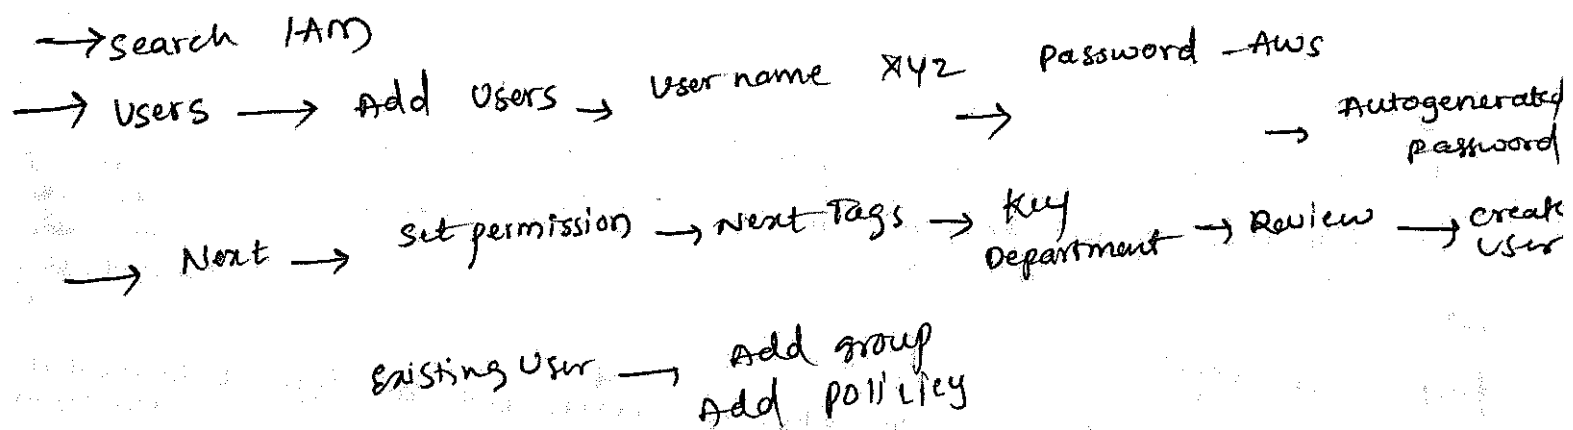 → Search IAM
→ Users → Add Users → User name XYZ → Password - Aws → Autogenerated password
→ Next → Set permission → Next Tags → Key Department → Review → Create User
Existing User → Add group
Add pollicy